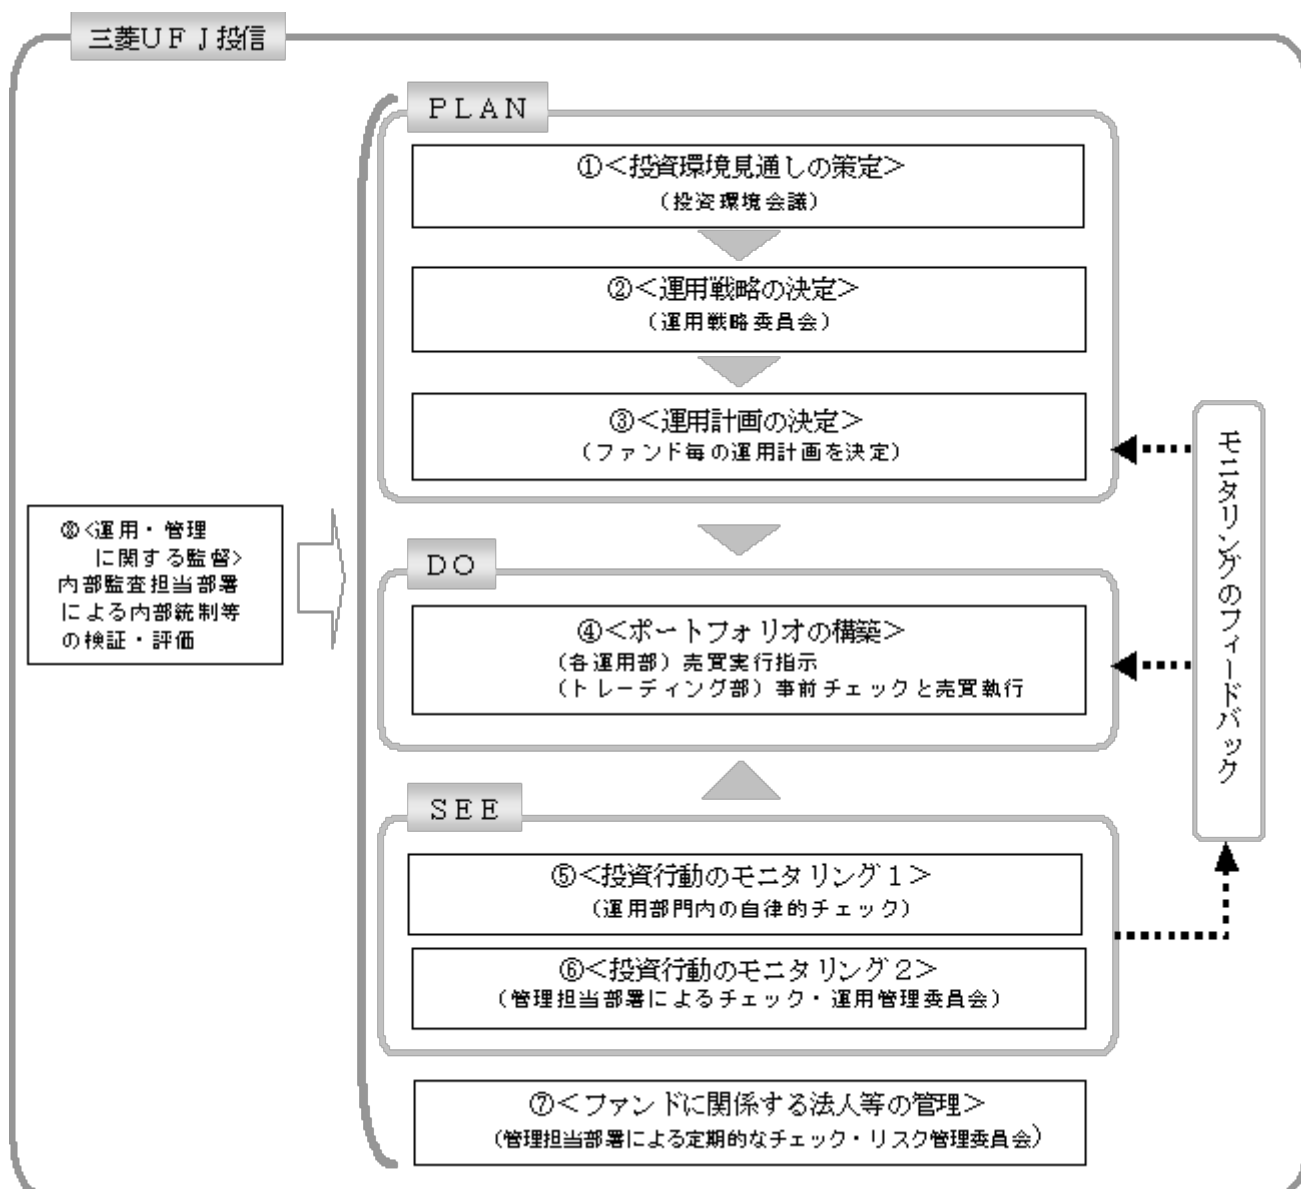 三菱ＵＦＪ投信
ＰＬＡＮ
①＜投資環境見通しの策定＞
（投資環境会議）
②＜運用戦略の決定＞
（運用戦略委員会）
③＜運用計画の決定＞
（ファンド毎の運用計画を決定）
⑧＜運用・管理
に関する監督＞
内部監査担当部署
による内部統制等
の検証・評価
ＤＯ
④＜ポートフォリオの構築＞
（各運用部）売買実行指示
（トレーディング部）事前チェックと売買執行
モニタリングのフィードバック
ＳＥＥ
⑤＜投資行動のモニタリング１＞
（運用部門内の自律的チェック）
⑥＜投資行動のモニタリング２＞
（管理担当部署によるチェック・運用管理委員会）
⑦＜ファンドに関係する法人等の管理＞
（管理担当部署による定期的なチェック・リスク管理委員会）